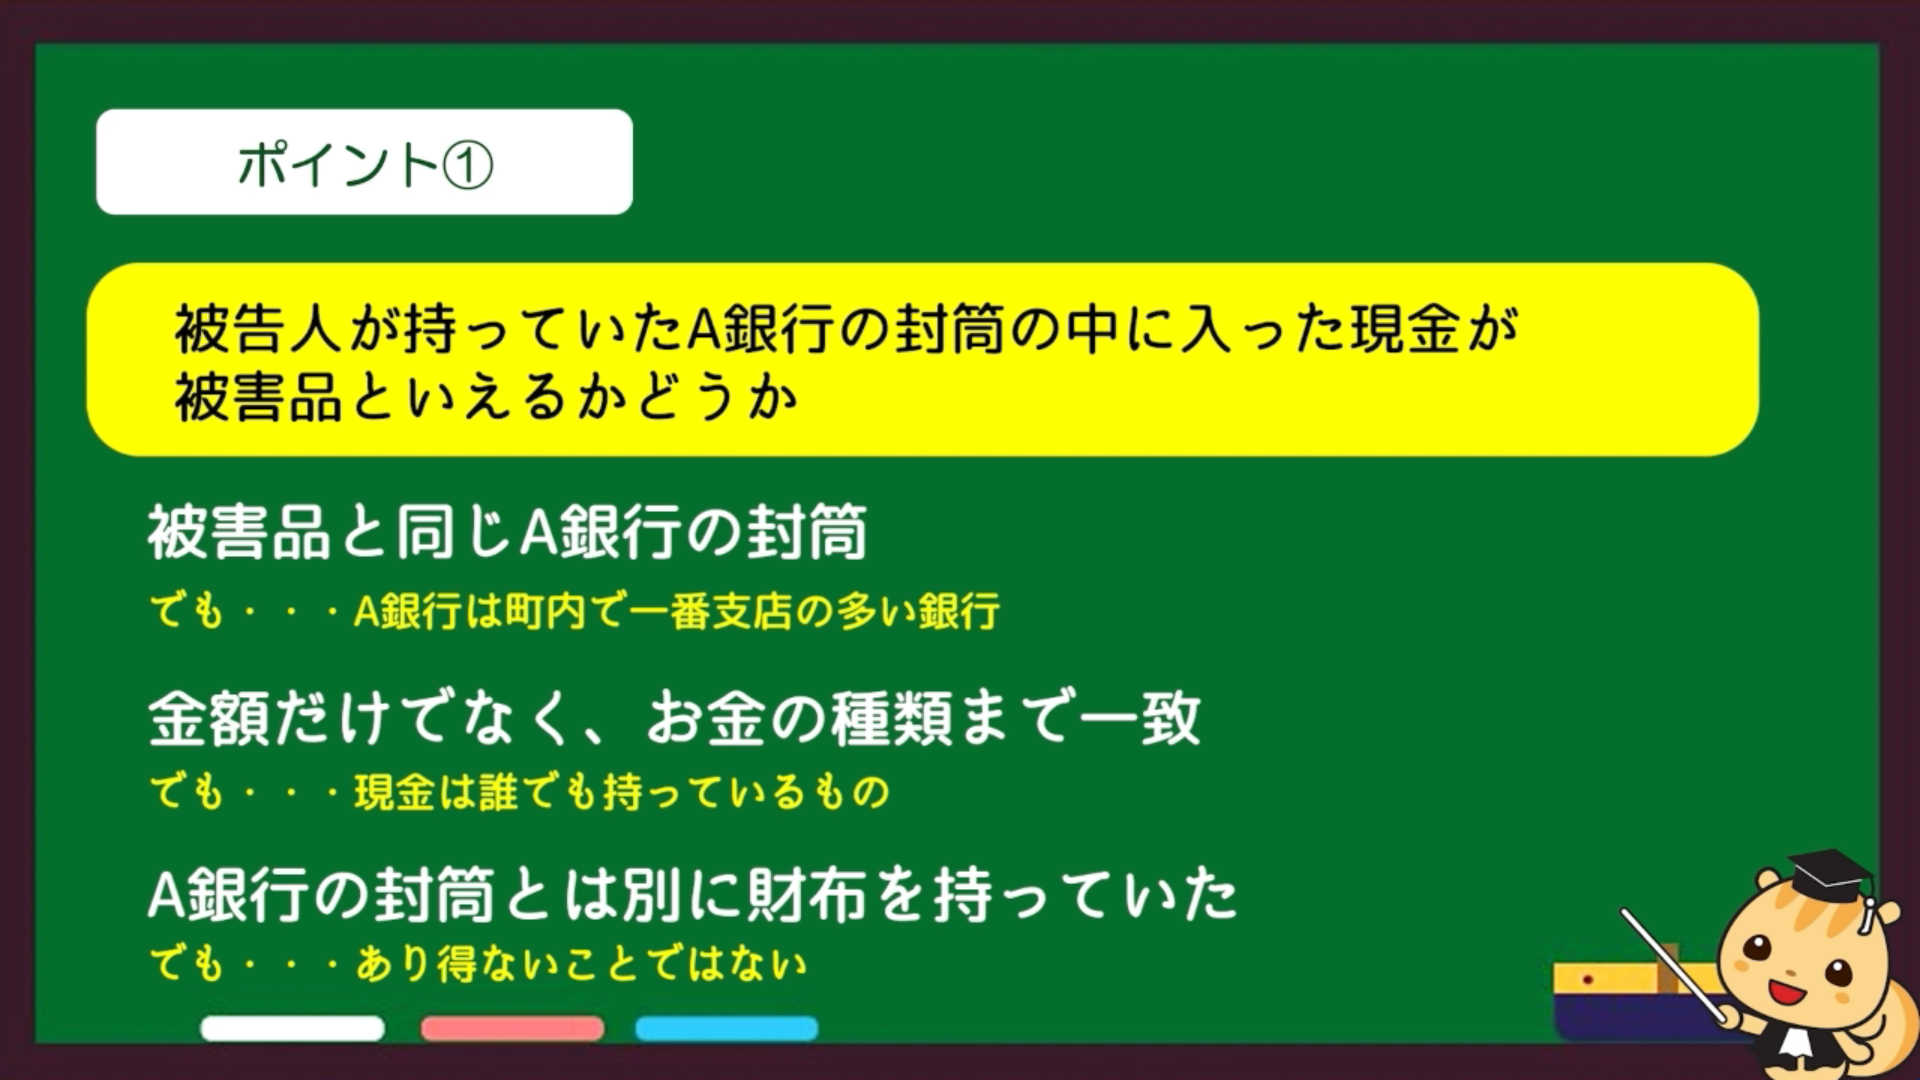 ポイント①
被告人が持っていたA銀行の封筒の中に入った現金が
被害品といえるかどうか
被害品と同じA銀行の封筒
でも・・・A銀行は町内で一番支店の多い銀行
金額だけでなく、お金の種類まで一致
でも・・・現金は誰でも持っているもの
A銀行の封筒とは別に財布を持っていた
でも・・・あり得ないことではない